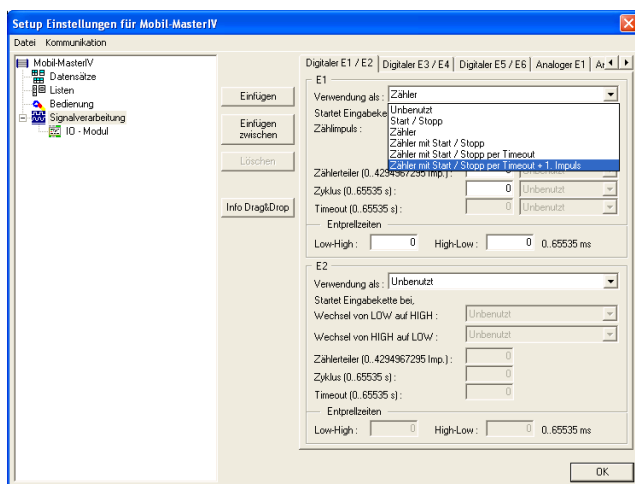 Setup Einstellungen für Mobil-MasterIV
Datei Kommunikation
Mobil-MasterIV
Datensätze
Listen
Bedienung
Signalverarbeitung
IO - Modul
Einfügen
Einfügen
zwischen
Löschen
Info Drag&Drop
Digitaler E1 / E2
Digitaler E3 / E4
Digitaler E5 / E6
Analoger E1
E1
Verwendung als : Zähler
Startet Eingabeke
Zählimpuls :
Unbenutzt
Start / Stopp
Zähler
Zähler mit Start / Stopp
Zähler mit Start / Stopp per Timeout
Zähler mit Start / Stopp per Timeout + 1. Impuls
Zählerteiler (0..4294967295 Imp.) : 0 Unbenutzt
Zyklus (0..65535 s) : 0 Unbenutzt
Timeout (0..65535 s) : 0 Unbenutzt
Entprellzeiten
Low-High : 0 High-Low : 0 0..65535 ms
E2
Verwendung als : Unbenutzt
Startet Eingabekette bei,
Wechsel von LOW auf HIGH : Unbenutzt
Wechsel von HIGH auf LOW : Unbenutzt
Zählerteiler (0..4294967295 Imp.) : 0
Zyklus (0..65535 s) : 0
Timeout (0..65535 s) : 0
Entprellzeiten
Low-High : 0 High-Low : 0 0..65535 ms
OK